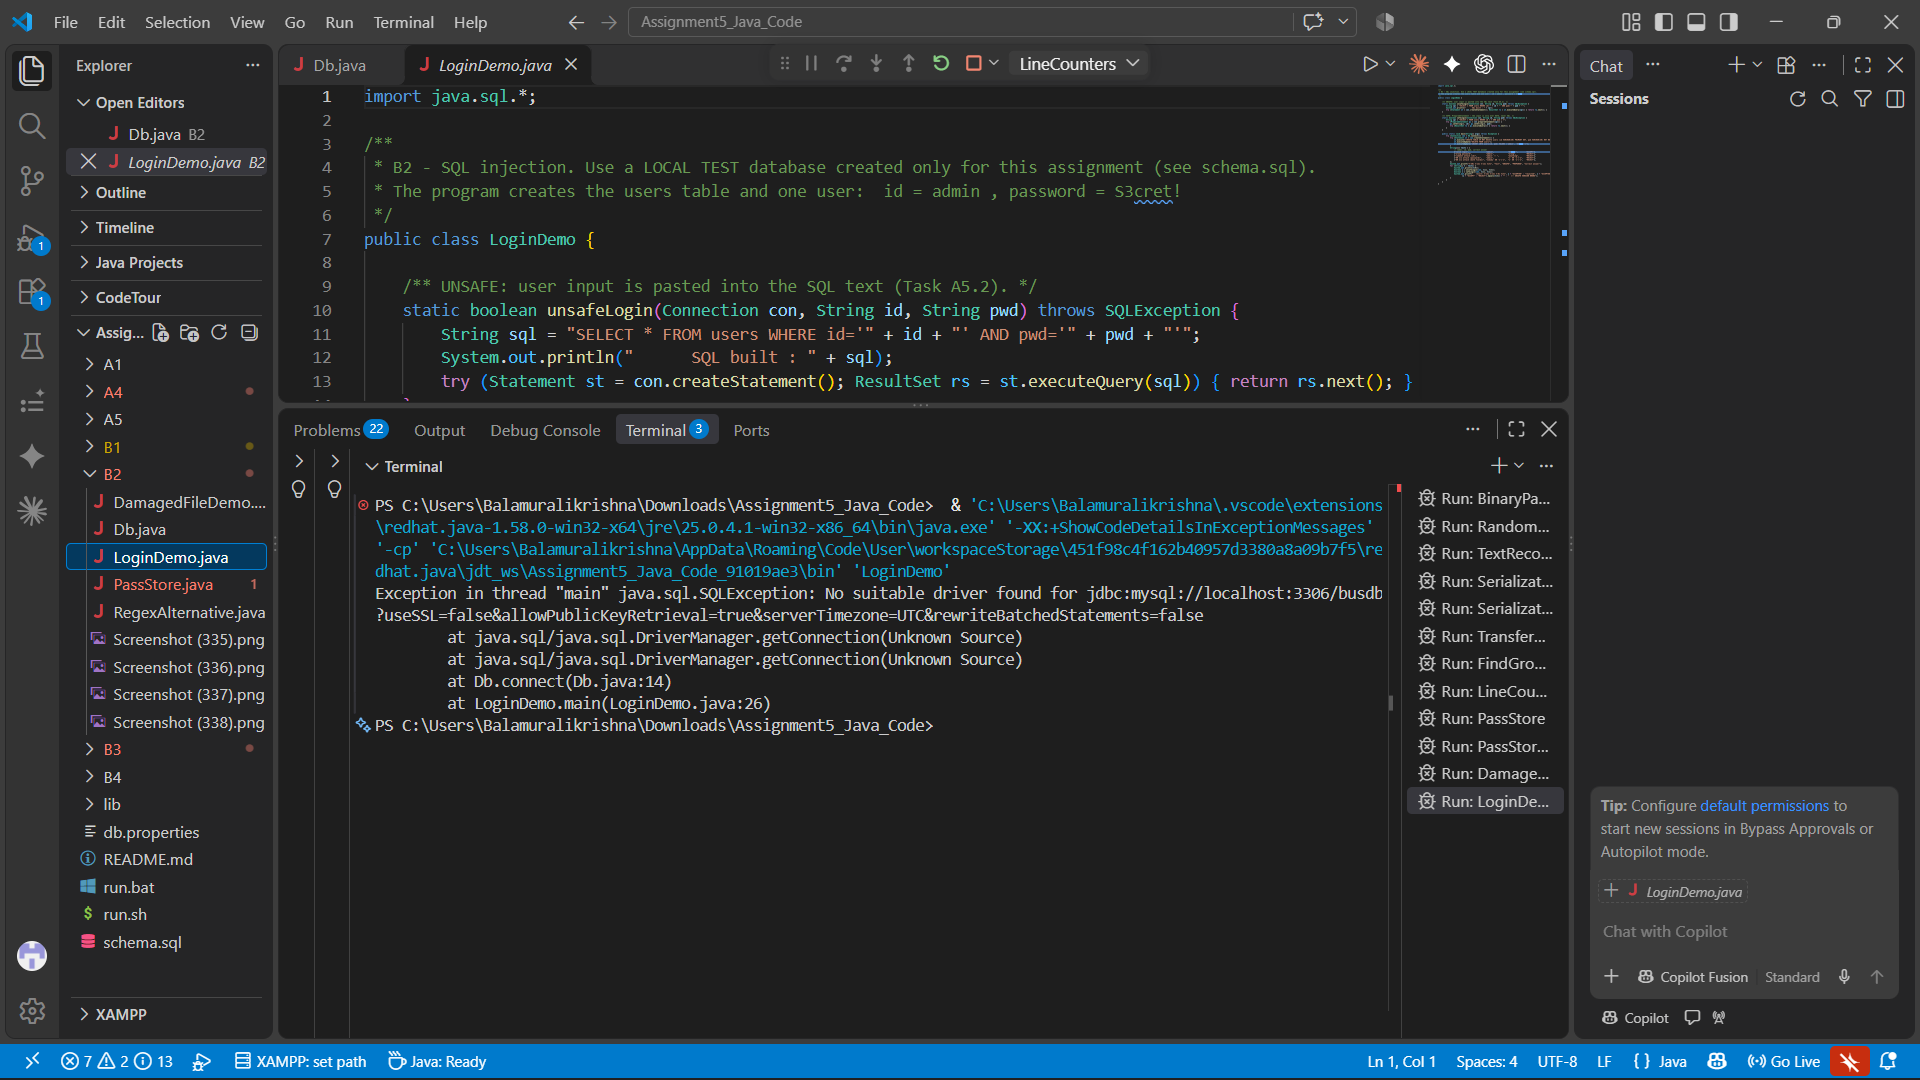 File Edit Selection View Go Run Terminal Help
Assignment5_Java_Code
Explorer
Open Editors
Db.java B2
LoginDemo.java B2
Outline
Timeline
Java Projects
CodeTour
Assig...
A1
A4
A5
B1
B2
DamagedFileDemo....
Db.java
LoginDemo.java
PassStore.java 1
RegexAlternative.java
Screenshot (335).png
Screenshot (336).png
Screenshot (337).png
Screenshot (338).png
B3
B4
lib
db.properties
README.md
run.bat
run.sh
schema.sql
XAMPP
1
1
Db.java
LoginDemo.java
LineCounters
1 import java.sql.*;
2
3 /**
4 * B2 - SQL injection. Use a LOCAL TEST database created only for this assignment (see schema.sql).
5 * The program creates the users table and one user:  id = admin , password = S3cret!
6 */
7 public class LoginDemo {
8
9 /** UNSAFE: user input is pasted into the SQL text (Task A5.2). */
10 static boolean unsafeLogin(Connection con, String id, String pwd) throws SQLException {
11 String sql = "SELECT * FROM users WHERE id='" + id + "' AND pwd='" + pwd + "'";
12 System.out.println("      SQL built : " + sql);
13 try (Statement st = con.createStatement(); ResultSet rs = st.executeQuery(sql)) { return rs.next(); }
Problems 22 Output Debug Console Terminal 3 Ports
Terminal
PS C:\Users\Balamuralikrishna\Downloads\Assignment5_Java_Code>  & 'C:\Users\Balamuralikrishna\.vscode\extensions
\redhat.java-1.58.0-win32-x64\jre\25.0.4.1-win32-x86_64\bin\java.exe' '-XX:+ShowCodeDetailsInExceptionMessages'
'-cp' 'C:\Users\Balamuralikrishna\AppData\Roaming\Code\User\workspaceStorage\451f98c4f162b40957d3380a8a09b7f5\re
dhat.java\jdt_ws\Assignment5_Java_Code_91019ae3\bin' 'LoginDemo'
Exception in thread "main" java.sql.SQLException: No suitable driver found for jdbc:mysql://localhost:3306/busdb
?useSSL=false&allowPublicKeyRetrieval=true&serverTimezone=UTC&rewriteBatchedStatements=false
at java.sql/java.sql.DriverManager.getConnection(Unknown Source)
at java.sql/java.sql.DriverManager.getConnection(Unknown Source)
at Db.connect(Db.java:14)
at LoginDemo.main(LoginDemo.java:26)
PS C:\Users\Balamuralikrishna\Downloads\Assignment5_Java_Code>
Run: BinaryPa...
Run: Random...
Run: TextReco...
Run: Serializat...
Run: Serializat...
Run: Transfer...
Run: FindGro...
Run: LineCou...
Run: PassStore
Run: PassStor...
Run: Damage...
Run: LoginDe...
Chat
Sessions
Tip: Configure default permissions to
start new sessions in Bypass Approvals or
Autopilot mode.
LoginDemo.java
Chat with Copilot
Copilot Fusion Standard
Copilot
7 2 13 XAMPP: set path Java: Ready
Ln 1, Col 1 Spaces: 4 UTF-8 LF {} Java Go Live